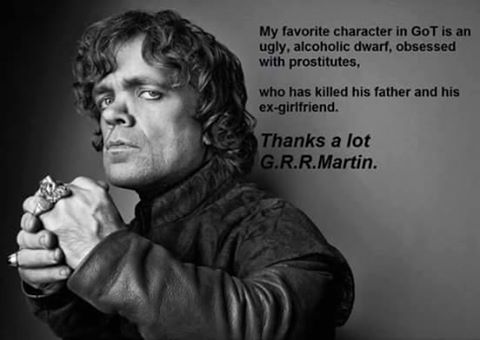 My favorite character in GoT is an
ugly, alcoholic dwarf, obsessed
with prostitutes,
who has killed his father and his
ex-girlfriend.
Thanks a lot
G.R.R.Martin.